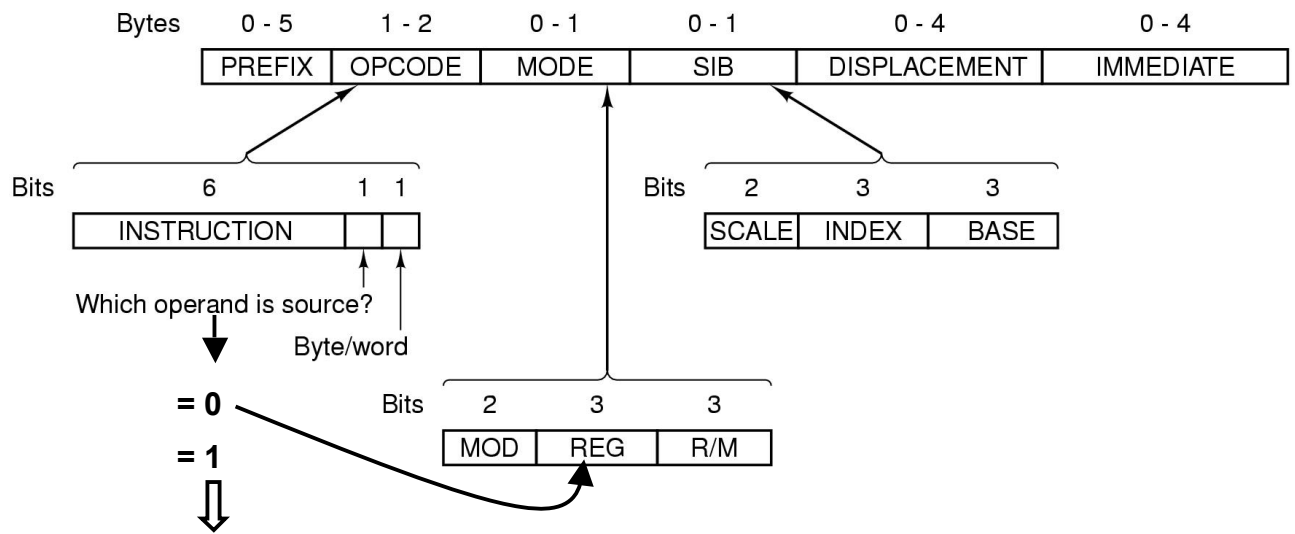 Bytes 0 - 5 1 - 2 0 - 1 0 - 1 0 - 4 0 - 4
PREFIX OPCODE MODE SIB DISPLACEMENT IMMEDIATE
Bits 6 1 1
INSTRUCTION
Which operand is source?
Byte/word
= 0
= 1
Bits 2 3 3
MOD REG R/M
Bits 2 3 3
SCALE INDEX BASE